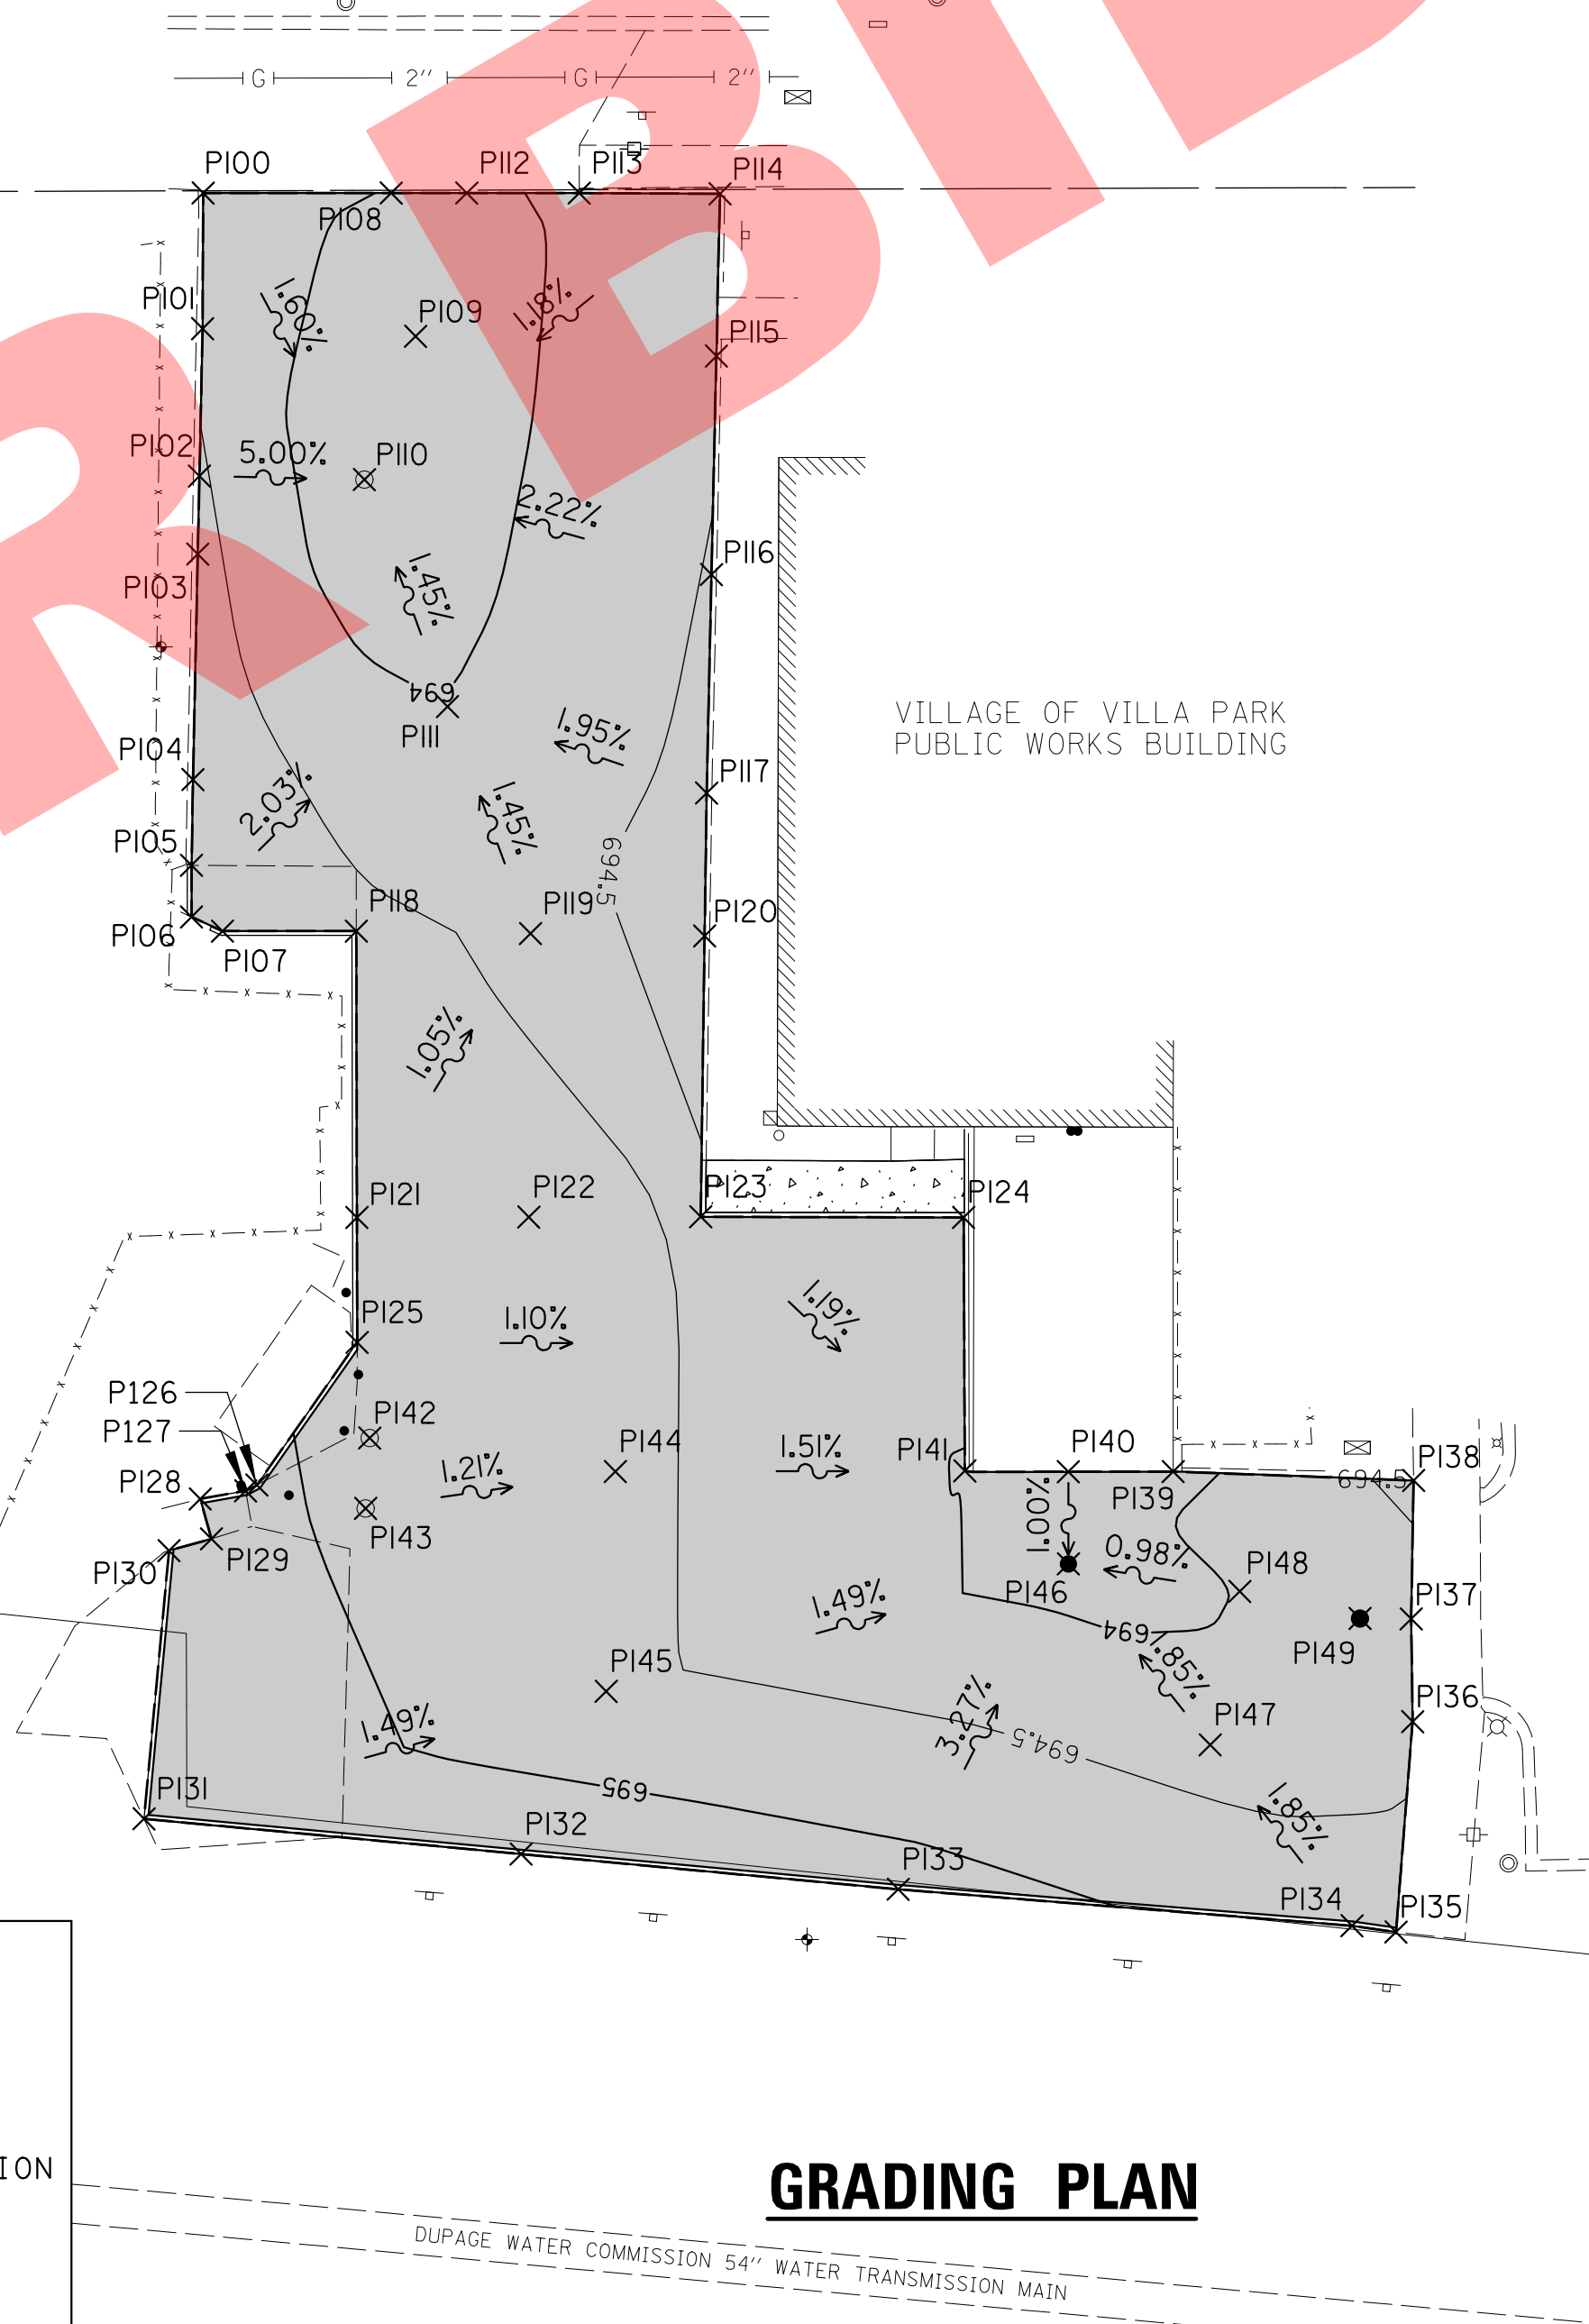 G 2" G 2"
P100 P112 P113 P114
P108
P101 1.60% P109 1.18% P115
P102 5.00% P110
2.22%
P103 1.45% P116
694
P111
1.95%
VILLAGE OF VILLA PARK
PUBLIC WORKS BUILDING
P104 P117
2.03% 1.45%
P105 694.5
P118 P119 P120
P106
P107
1.05%
P121 P122 P123 P124
1.19%
P125 1.10%
P126
P127 P142
P144 1.51% P141 P140 P138
P128 1.21% 694.5
P139
1.00%
P143 0.98%
P129
P130 P148
P146
1.49% P137
694
P149
P145 1.85%
P136
1.49% 3.27% P147
694.5
P131 695 1.85%
P132
P133
P134 P135
ION
GRADING PLAN
DUPAGE WATER COMMISSION 54" WATER TRANSMISSION MAIN